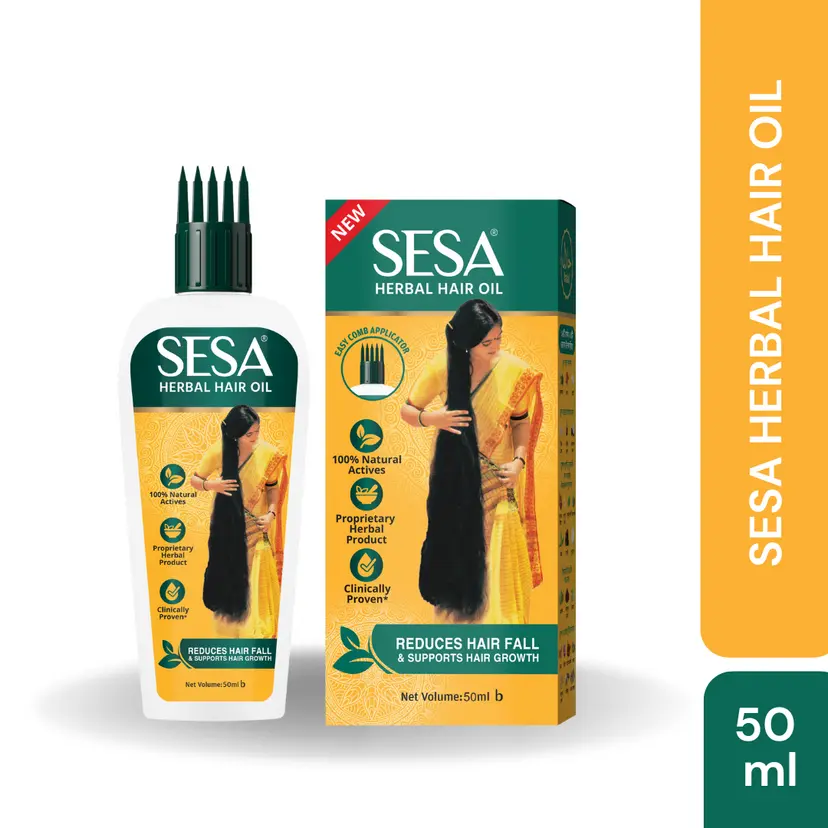 SESA®
HERBAL HAIR OIL
100% Natural
Actives
Proprietary
Herbal
Product
Clinically
Proven*
REDUCES HAIR FALL
& SUPPORTS HAIR GROWTH
Net Volume:50ml b
NEW
SESA®
HERBAL HAIR OIL
EASY COMB APPLICATOR
100% Natural
Actives
Proprietary
Herbal
Product
Clinically
Proven*
REDUCES HAIR FALL
& SUPPORTS HAIR GROWTH
Net Volume:50ml b
SESA HERBAL HAIR OIL
50
ml